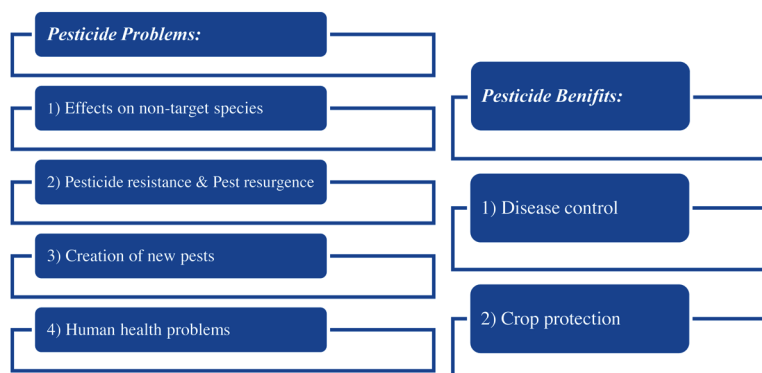 Pesticide Problems:
1) Effects on non-target species
2) Pesticide resistance & Pest resurgence
3) Creation of new pests
4) Human health problems
Pesticide Benifits:
1) Disease control
2) Crop protection